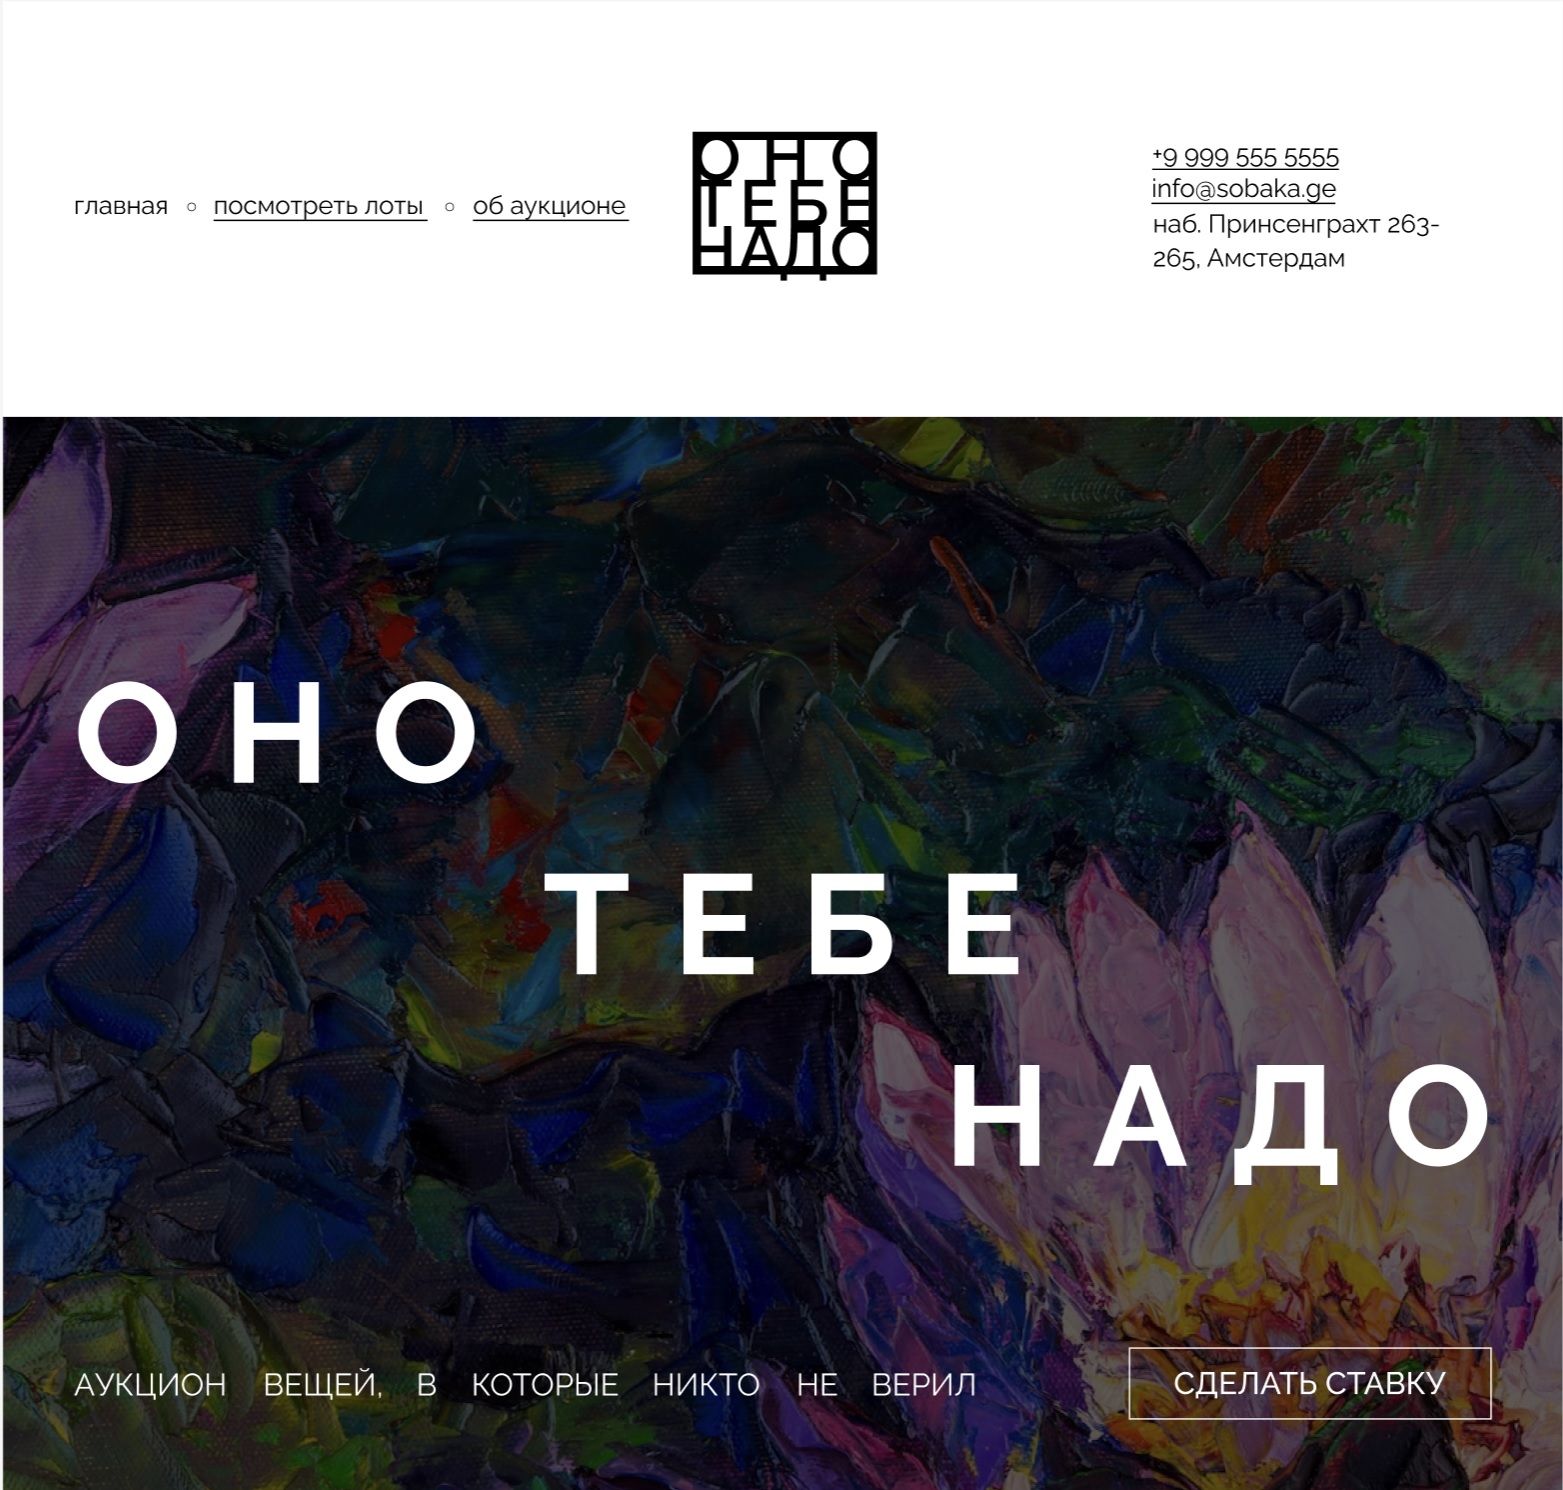 главная ○ посмотреть лоты ○ об аукционе
ОНО
ТЕБЕ
НАДО
+9 999 555 5555
info@sobaka.ge
наб. Принсенграхт 263-
265, Амстердам
ОНО
ТЕБЕ
НАДО
АУКЦИОН ВЕЩЕЙ, В КОТОРЫЕ НИКТО НЕ ВЕРИЛ
СДЕЛАТЬ СТАВКУ